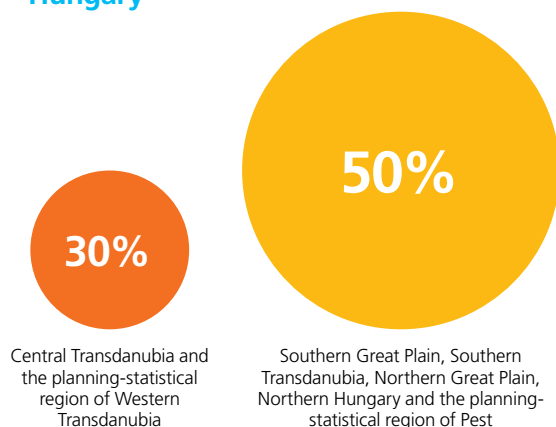 Hungary
50%
30%
Central Transdanubia and
the planning-statistical
region of Western
Transdanubia
Southern Great Plain, Southern
Transdanubia, Northern Great Plain,
Northern Hungary and the planning-
statistical region of Pest